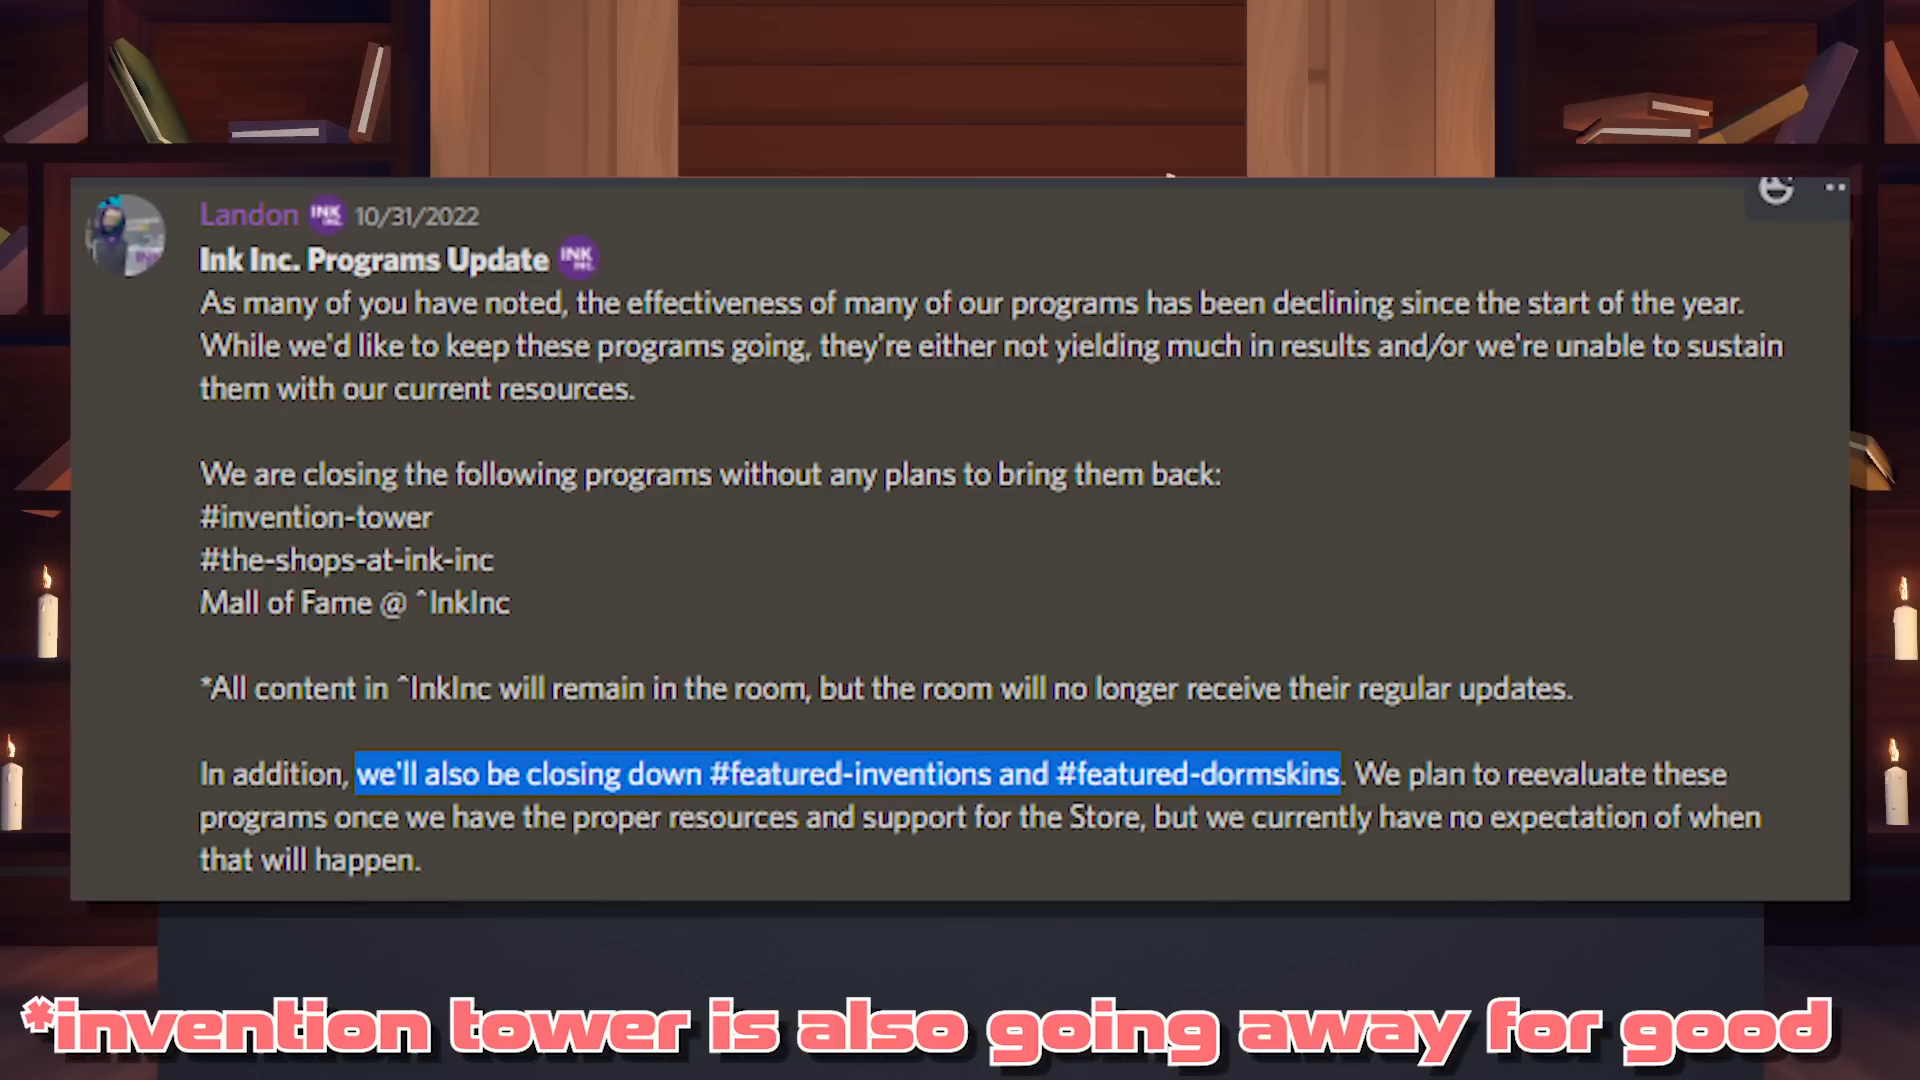 Landon INK INC. 10/31/2022
Ink Inc. Programs Update INK INC.
As many of you have noted, the effectiveness of many of our programs has been declining since the start of the year.
While we'd like to keep these programs going, they're either not yielding much in results and/or we're unable to sustain
them with our current resources.
We are closing the following programs without any plans to bring them back:
#invention-tower
#the-shops-at-ink-inc
Mall of Fame @ ^InkInc
*All content in ^InkInc will remain in the room, but the room will no longer receive their regular updates.
In addition, we'll also be closing down #featured-inventions and #featured-dormskins. We plan to reevaluate these
programs once we have the proper resources and support for the Store, but we currently have no expectation of when
that will happen.
*invention tower is also going away for good